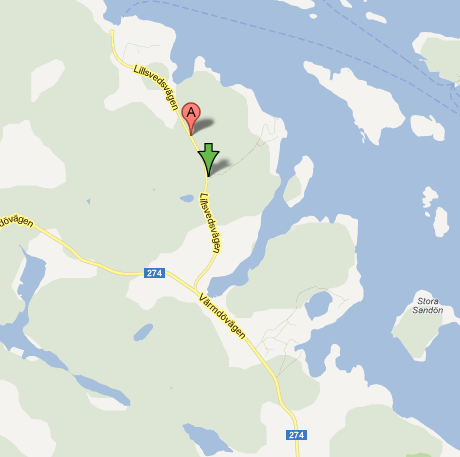 Lillsvedsvägen
A
Lillsvedsvägen
dövägen
274
Värmdövägen
Stora
Sandön
274